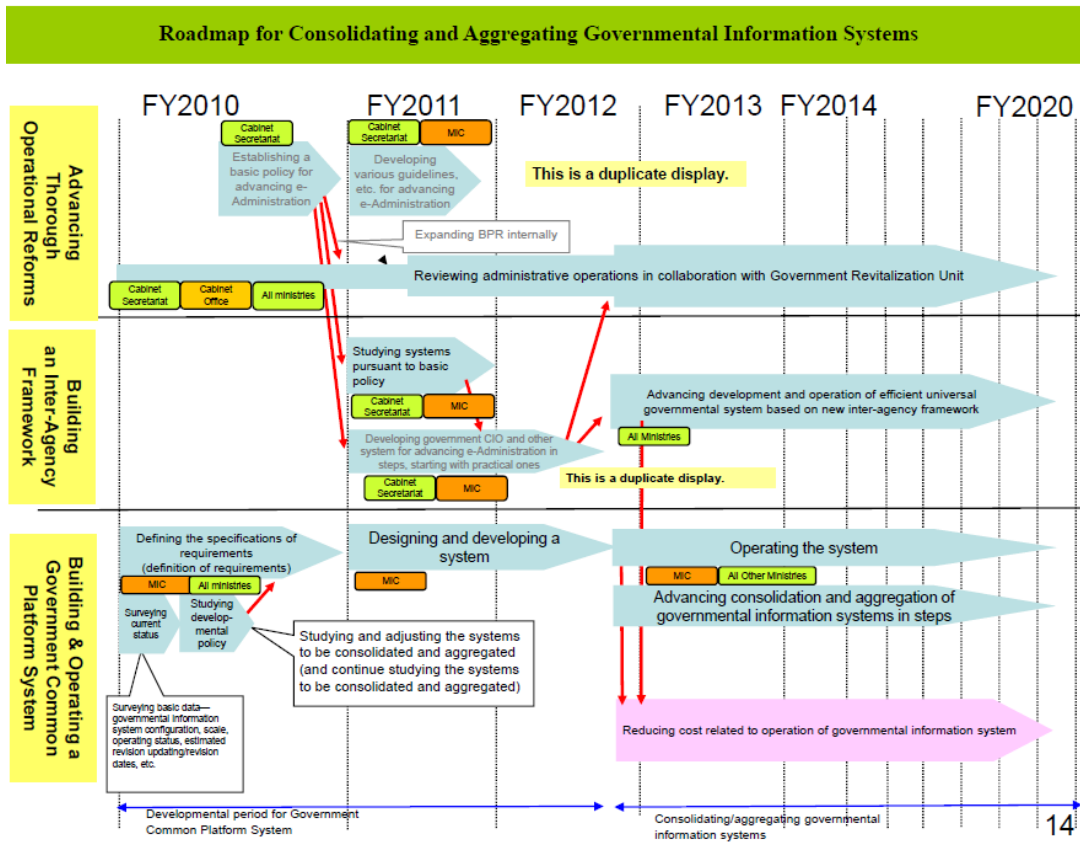 Roadmap for Consolidating and Aggregating Governmental Information Systems
FY2010
FY2011
FY2012
FY2013
FY2014
FY2020
Advancing
Thorough
Operational Reforms
Cabinet
Secretariat
Establishing a
basic policy for
advancing e-
Administration
Cabinet
Secretariat
MIC
Developing
various guidelines,
etc. for advancing
e-Administration
This is a duplicate display.
Expanding BPR internally
Reviewing administrative operations in collaboration with Government Revitalization Unit
Cabinet
Secretariat
Cabinet
Office
All ministries
Building
an Inter-Agency
Framework
Studying systems
pursuant to basic
policy
Cabinet
Secretariat
MIC
Developing government CIO and other
system for advancing e-Administration in
steps, starting with practical ones
Cabinet
Secretariat
MIC
This is a duplicate display.
Advancing development and operation of efficient universal
governmental system based on new inter-agency framework
All Ministries
Building & Operating a
Government Common
Platform System
Defining the specifications of
requirements
(definition of requirements)
MIC
All ministries
Surveying
current
status
Studying
develop-
mental
policy
Designing and developing a
system
MIC
Operating the system
MIC
All Other Ministries
Advancing consolidation and aggregation of
governmental information systems in steps
Studying and adjusting the systems
to be consolidated and aggregated
(and continue studying the systems
to be consolidated and aggregated)
Surveying basic data—
governmental information
system configuration, scale,
operating status, estimated
revision updating/revision
dates, etc.
Reducing cost related to operation of governmental information system
Developmental period for Government
Common Platform System
Consolidating/aggregating governmental
information systems
14